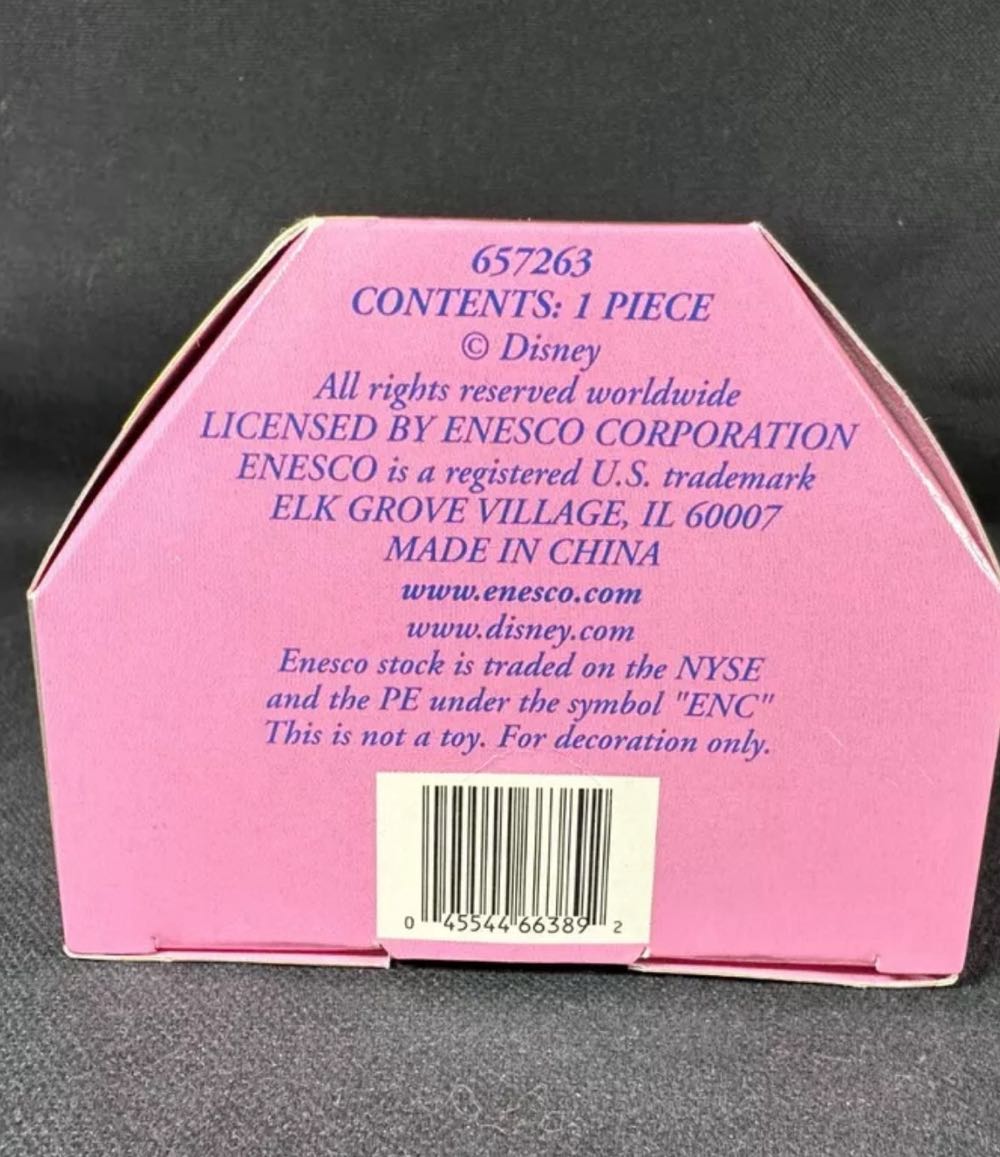 657263
CONTENTS: 1 PIECE
© Disney
All rights reserved worldwide
LICENSED BY ENESCO CORPORATION
ENESCO is a registered U.S. trademark
ELK GROVE VILLAGE, IL 60007
MADE IN CHINA
www.enesco.com
www.disney.com
Enesco stock is traded on the NYSE
and the PE under the symbol "ENC"
This is not a toy. For decoration only.
0 45544 66389 2